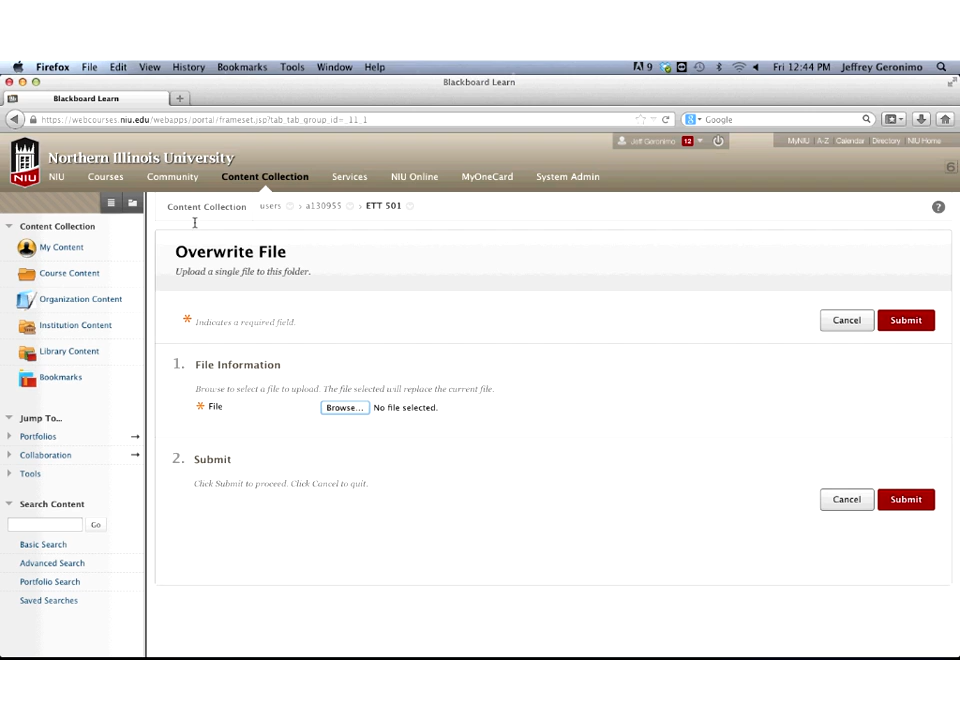 Firefox File Edit View History Bookmarks Tools Window Help 9 Fri 12:44 PM Jeffrey Geronimo
Blackboard Learn
Blackboard Learn +
https://webcourses.niu.edu/webapps/portal/frameset.jsp?tab_tab_group_id=_11_1 Google
Jeff Geronimo 12 MyNIU A-Z Calendar Directory NIU Home
Northern Illinois University
NIU
NIU Courses Community Content Collection Services NIU Online MyOneCard System Admin
Content Collection users > a130955 > ETT 501 ?
Content Collection
My Content
Course Content
Organization Content
Institution Content
Library Content
Bookmarks
Jump To...
Portfolios
Collaboration
Tools
Search Content
Go
Basic Search
Advanced Search
Portfolio Search
Saved Searches
Overwrite File
Upload a single file to this folder.
* Indicates a required field.
Cancel Submit
1. File Information
Browse to select a file to upload. The file selected will replace the current file.
* File Browse... No file selected.
2. Submit
Click Submit to proceed. Click Cancel to quit.
Cancel Submit